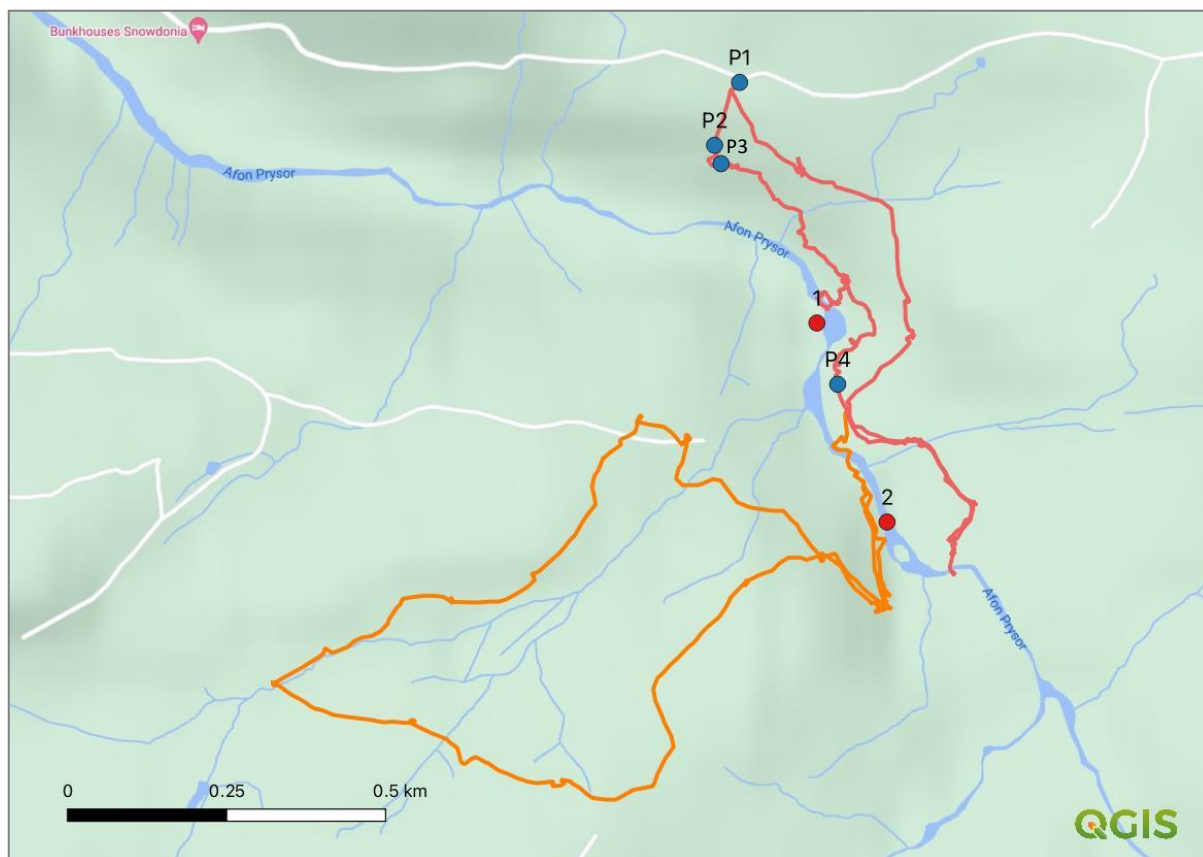 Bunkhouses Snowdonia
P1
P2
P3
Afon Prysor
Afon Prysor
1
P4
2
Afon Prysor
0 0.25 0.5 km
QGIS